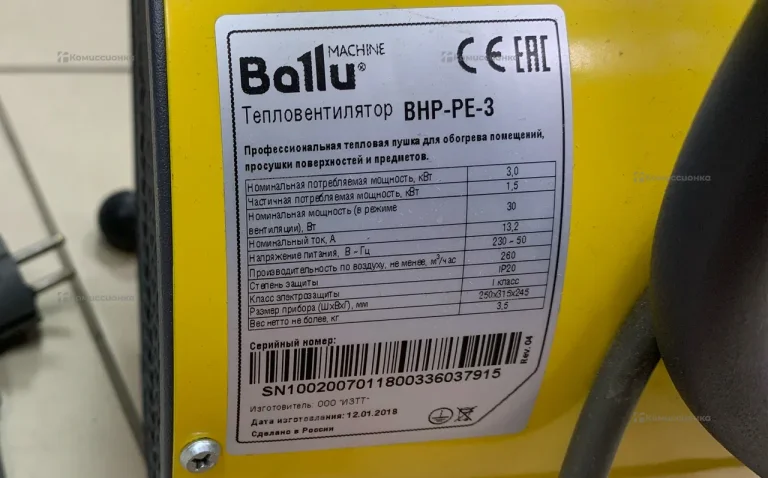 Комиссионка
Комиссионка
Комиссионка
Комиссионка
MACHINE
Ballu®
CE EAC
Тепловентилятор BHP-PE-3
Профессиональная тепловая пушка для обогрева помещений,
просушки поверхностей и предметов.
Номинальная потребляемая мощность, кВт 3,0
Частичная потребляемая мощность, кВт 1,5
Номинальная мощность (в режиме
вентиляции), Вт 30
Номинальный ток, А 13,2
Напряжение питания, В - Гц 230 ~ 50
Производительность по воздуху, не менее, м³/час 260
Степень защиты IP20
Класс электрозащиты I класс
Размер прибора (ШхВхГ), мм 250x315x245
Вес нетто не более, кг 3,5
Серийный номер:
Rev. 04
SN1002007011800336037915
Изготовитель: ООО "ИЗТТ"
Дата изготовления: 12.01.2018
Сделано в России